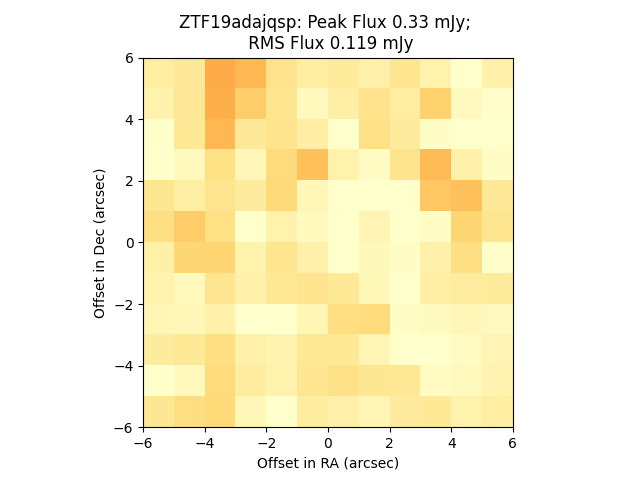 ZTF19adajqsp: Peak Flux 0.33 mJy;
RMS Flux 0.119 mJy
6
4
2
0
−2
−4
−6
Offset in Dec (arcsec)
−6 −4 −2 0 2 4 6
Offset in RA (arcsec)